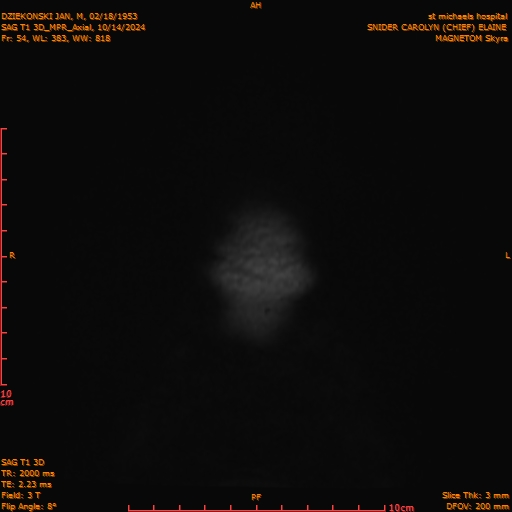 AH
DZIEKONSKI JAN, M, 02/18/1953
SAG T1 3D_MPR_Axial, 10/14/2024
Fr: 54, WL: 383, WW: 818
st michaels hospital
SNIDER CAROLYN (CHIEF) ELAINE
MAGNETOM Skyra
R
L
10
cm
SAG T1 3D
TR: 2000 ms
TE: 2.23 ms
Field: 3 T
Flip Angle: 8°
PF
10cm
Slice Thk: 3 mm
DFOV: 200 mm